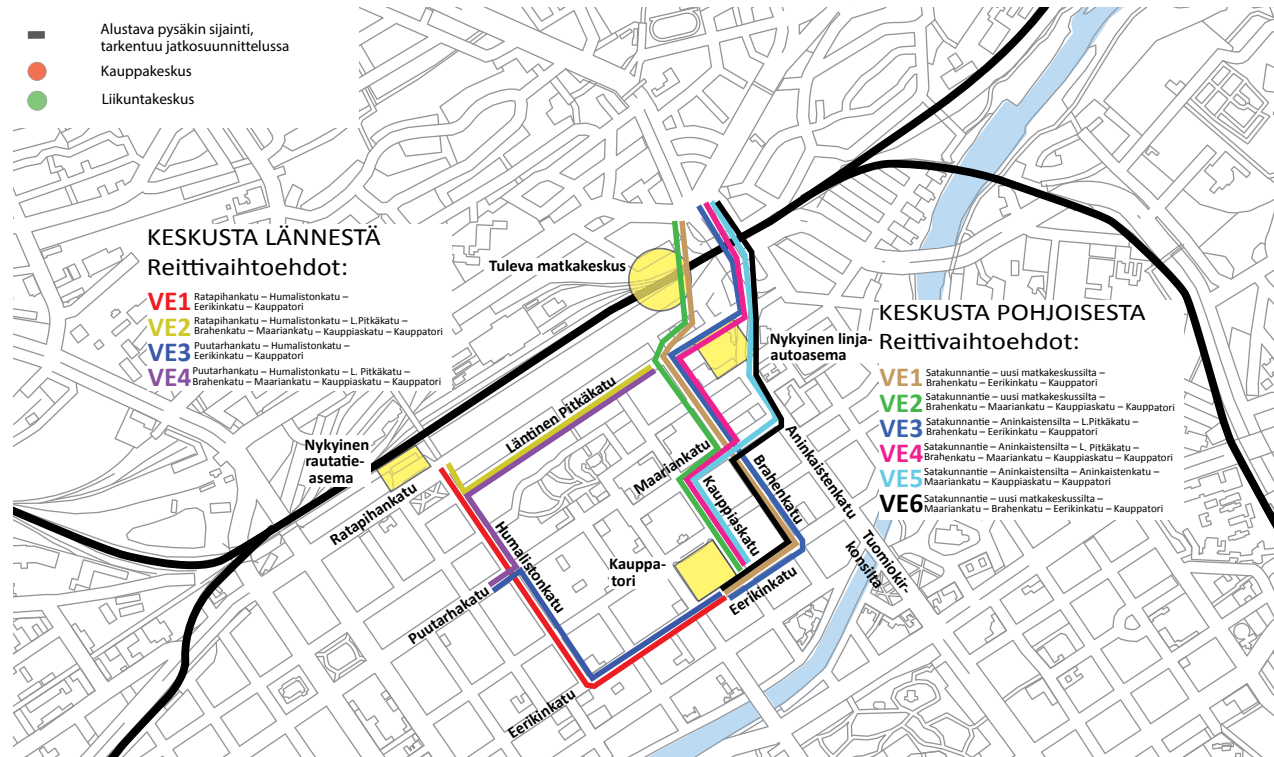 Alustava pysäkin sijainti,
tarkentuu jatkosuunnittelussa
Kauppakeskus
Liikuntakeskus
KESKUSTA LÄNNESTÄ
Reittivaihtoehdot:
VE1 Ratapihankatu – Humalistonkatu –
Eerikinkatu – Kauppatori
VE2 Ratapihankatu – Humalistonkatu – L.Pitkäkatu –
Brahenkatu – Maariankatu – Kauppiaskatu – Kauppatori
VE3 Puutarhankatu – Humalistonkatu –
Eerikinkatu – Kauppatori
VE4 Puutarhankatu – Humalistonkatu – L. Pitkäkatu –
Brahenkatu – Maariankatu – Kauppiaskatu – Kauppatori
Tuleva matkakeskus
Nykyinen linja-
autoasema
KESKUSTA POHJOISESTA
Reittivaihtoehdot:
VE1 Satakunnantie – uusi matkakeskussilta –
Brahenkatu – Eerikinkatu – Kauppatori
VE2 Satakunnantie – uusi matkakeskussilta –
Brahenkatu – Maariankatu – Kauppiaskatu – Kauppatori
VE3 Satakunnantie – Aninkaistensilta – L.Pitkäkatu –
Brahenkatu – Eerikinkatu – Kauppatori
VE4 Satakunnantie – Aninkaistensilta – L. Pitkäkatu –
Brahenkatu – Maariankatu – Kauppiaskatu – Kauppatori
VE5 Satakunnantie – Aninkaistensilta – Aninkaistenkatu –
Maariankatu – Kauppiaskatu – Kauppatori
VE6 Satakunnantie – uusi matkakeskussilta –
Maariankatu – Brahenkatu – Eerikinkatu – Kauppatori
Nykyinen
rautatie-
asema
Ratapihankatu
Läntinen Pitkäkatu
Humalistonkatu
Puutarhakatu
Eerikinkatu
Maariankatu
Kauppiaskatu
Brahenkatu
Aninkaistenkatu
Tuomiokir-
konsilta
Kauppa-
tori
Eerikinkatu